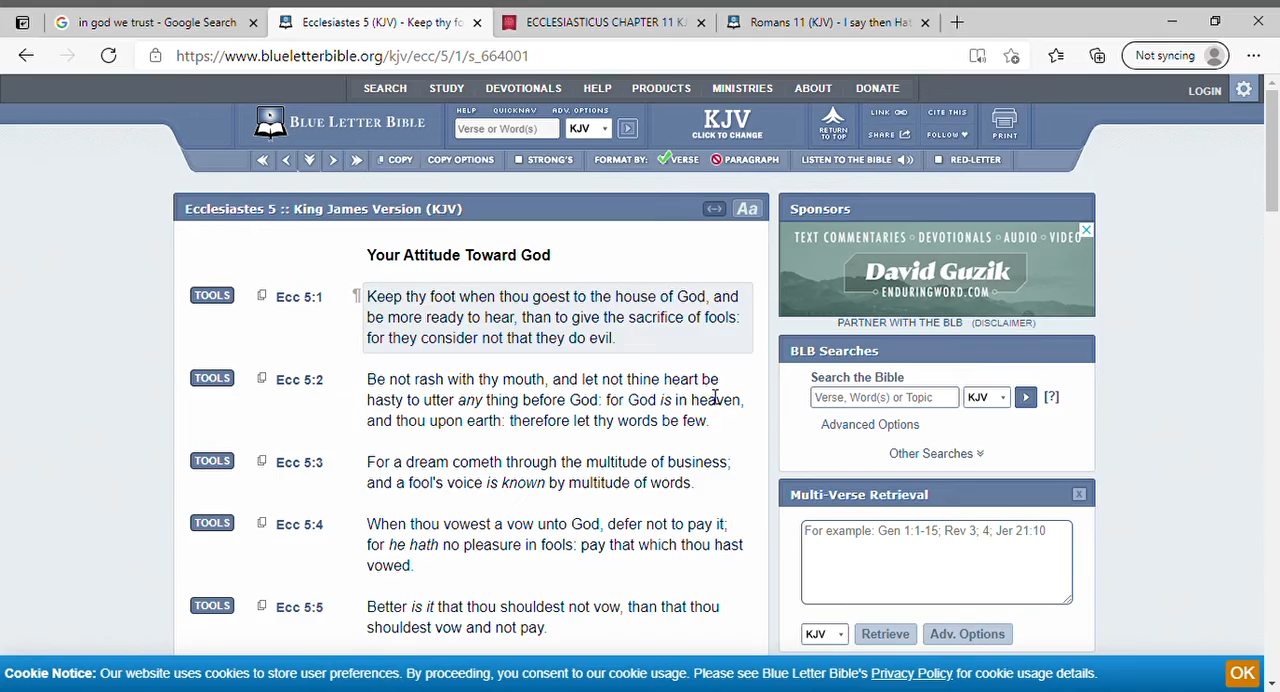 in god we trust - Google Search
Ecclesiastes 5 (KJV) - Keep thy fo
ECCLESIASTICUS CHAPTER 11 KJ
Romans 11 (KJV) - I say then Hat
https://www.blueletterbible.org/kjv/ecc/5/1/s_664001
Not syncing
SEARCH STUDY DEVOTIONALS HELP PRODUCTS MINISTRIES ABOUT DONATE
LOGIN
BLUE LETTER BIBLE
HELP QUICKNAV ADV. OPTIONS
Verse or Word(s) KJV
KJV
CLICK TO CHANGE
RETURN
TO TOP
LINK CITE THIS
SHARE FOLLOW
PRINT
COPY COPY OPTIONS STRONG'S FORMAT BY: VERSE PARAGRAPH LISTEN TO THE BIBLE RED-LETTER
Ecclesiastes 5 :: King James Version (KJV)
Aa
Your Attitude Toward God
TOOLS Ecc 5:1 ¶ Keep thy foot when thou goest to the house of God, and
be more ready to hear, than to give the sacrifice of fools:
for they consider not that they do evil.
TOOLS Ecc 5:2 Be not rash with thy mouth, and let not thine heart be
hasty to utter any thing before God: for God is in heaven,
and thou upon earth: therefore let thy words be few.
TOOLS Ecc 5:3 For a dream cometh through the multitude of business;
and a fool's voice is known by multitude of words.
TOOLS Ecc 5:4 When thou vowest a vow unto God, defer not to pay it;
for he hath no pleasure in fools: pay that which thou hast
vowed.
TOOLS Ecc 5:5 Better is it that thou shouldest not vow, than that thou
shouldest vow and not pay.
Sponsors
TEXT COMMENTARIES DEVOTIONALS AUDIO VIDEO
David Guzik
ENDURINGWORD.COM
PARTNER WITH THE BLB (DISCLAIMER)
BLB Searches
Search the Bible
Verse, Word(s) or Topic KJV [?]
Advanced Options
Other Searches
Multi-Verse Retrieval
For example: Gen 1:1-15; Rev 3; 4; Jer 21:10
KJV Retrieve Adv. Options
Cookie Notice: Our website uses cookies to store user preferences. By proceeding, you consent to our cookie usage. Please see Blue Letter Bible's Privacy Policy for cookie usage details.
OK